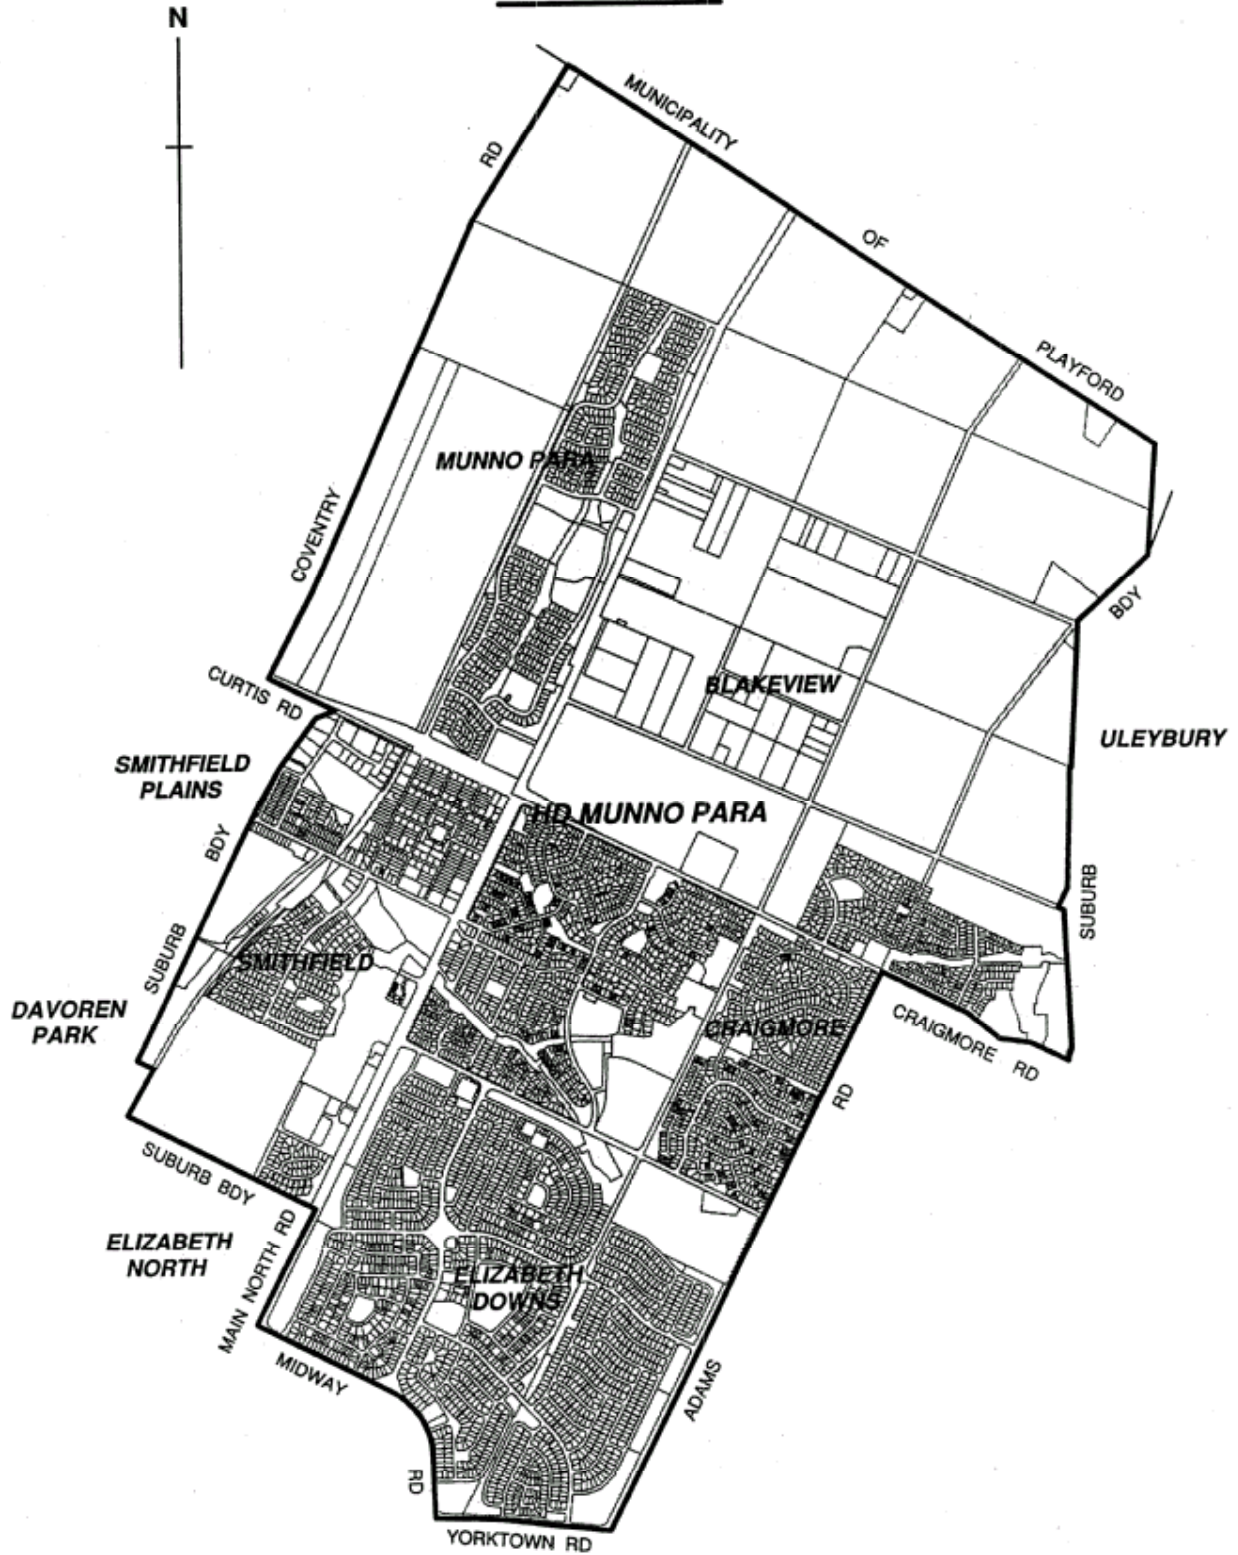 N
MUNICIPALITY
RD
OF
PLAYFORD
MUNNO PARA
COVENTRY
BDY
CURTIS RD
BLAKEVIEW
ULEYBURY
SMITHFIELD
PLAINS
HD MUNNO PARA
BDY
SUBURB
SUBURB
SMITHFIELD
DAVOREN
PARK
CRAIGMORE
CRAIGMORE RD
RD
SUBURB BDY
ELIZABETH
NORTH
MAIN NORTH RD
ELIZABETH
DOWNS
MIDWAY
ADAMS
RD
YORKTOWN RD